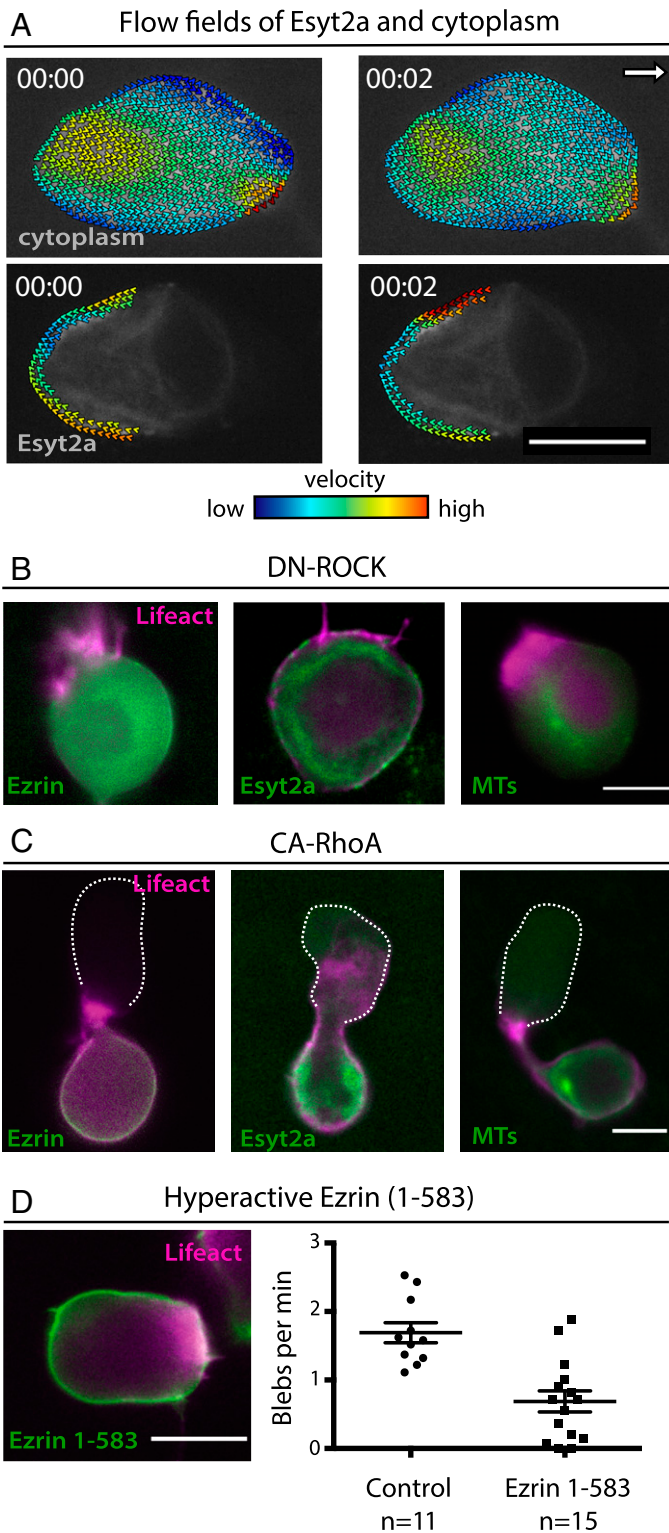 A Flow fields of Esyt2a and cytoplasm
00:00 00:02
cytoplasm
00:00 00:02
Esyt2a
velocity
low high
B DN-ROCK
Lifeact
Ezrin Esyt2a MTs
C CA-RhoA
Lifeact
Ezrin Esyt2a MTs
D Hyperactive Ezrin (1-583)
Lifeact
Ezrin 1-583
Blebs per min
3
2
1
0
Control Ezrin 1-583
n=11 n=15